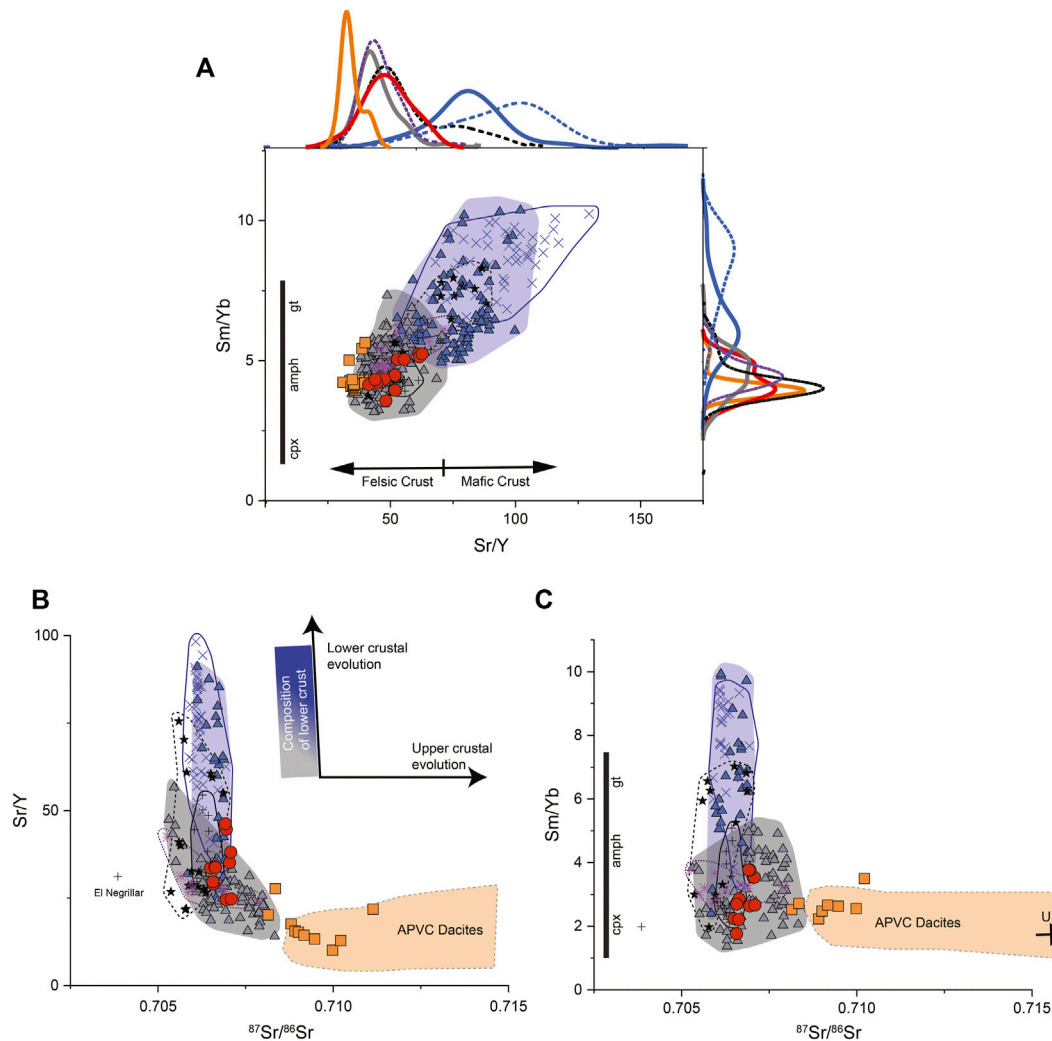 A
10
5
0
Sm/Yb
gt
amph
cpx
Felsic Crust
Mafic Crust
50
100
150
Sr/Y
B
100
75
50
25
0
Sr/Y
Composition
of lower crust
Lower crustal
evolution
Upper crustal
evolution
El Negrillar
APVC Dacites
0.705
0.710
0.715
⁸⁷Sr/⁸⁶Sr
C
10
8
6
4
2
0
Sm/Yb
gt
amph
cpx
APVC Dacites
U
0.705
0.710
0.715
⁸⁷Sr/⁸⁶Sr